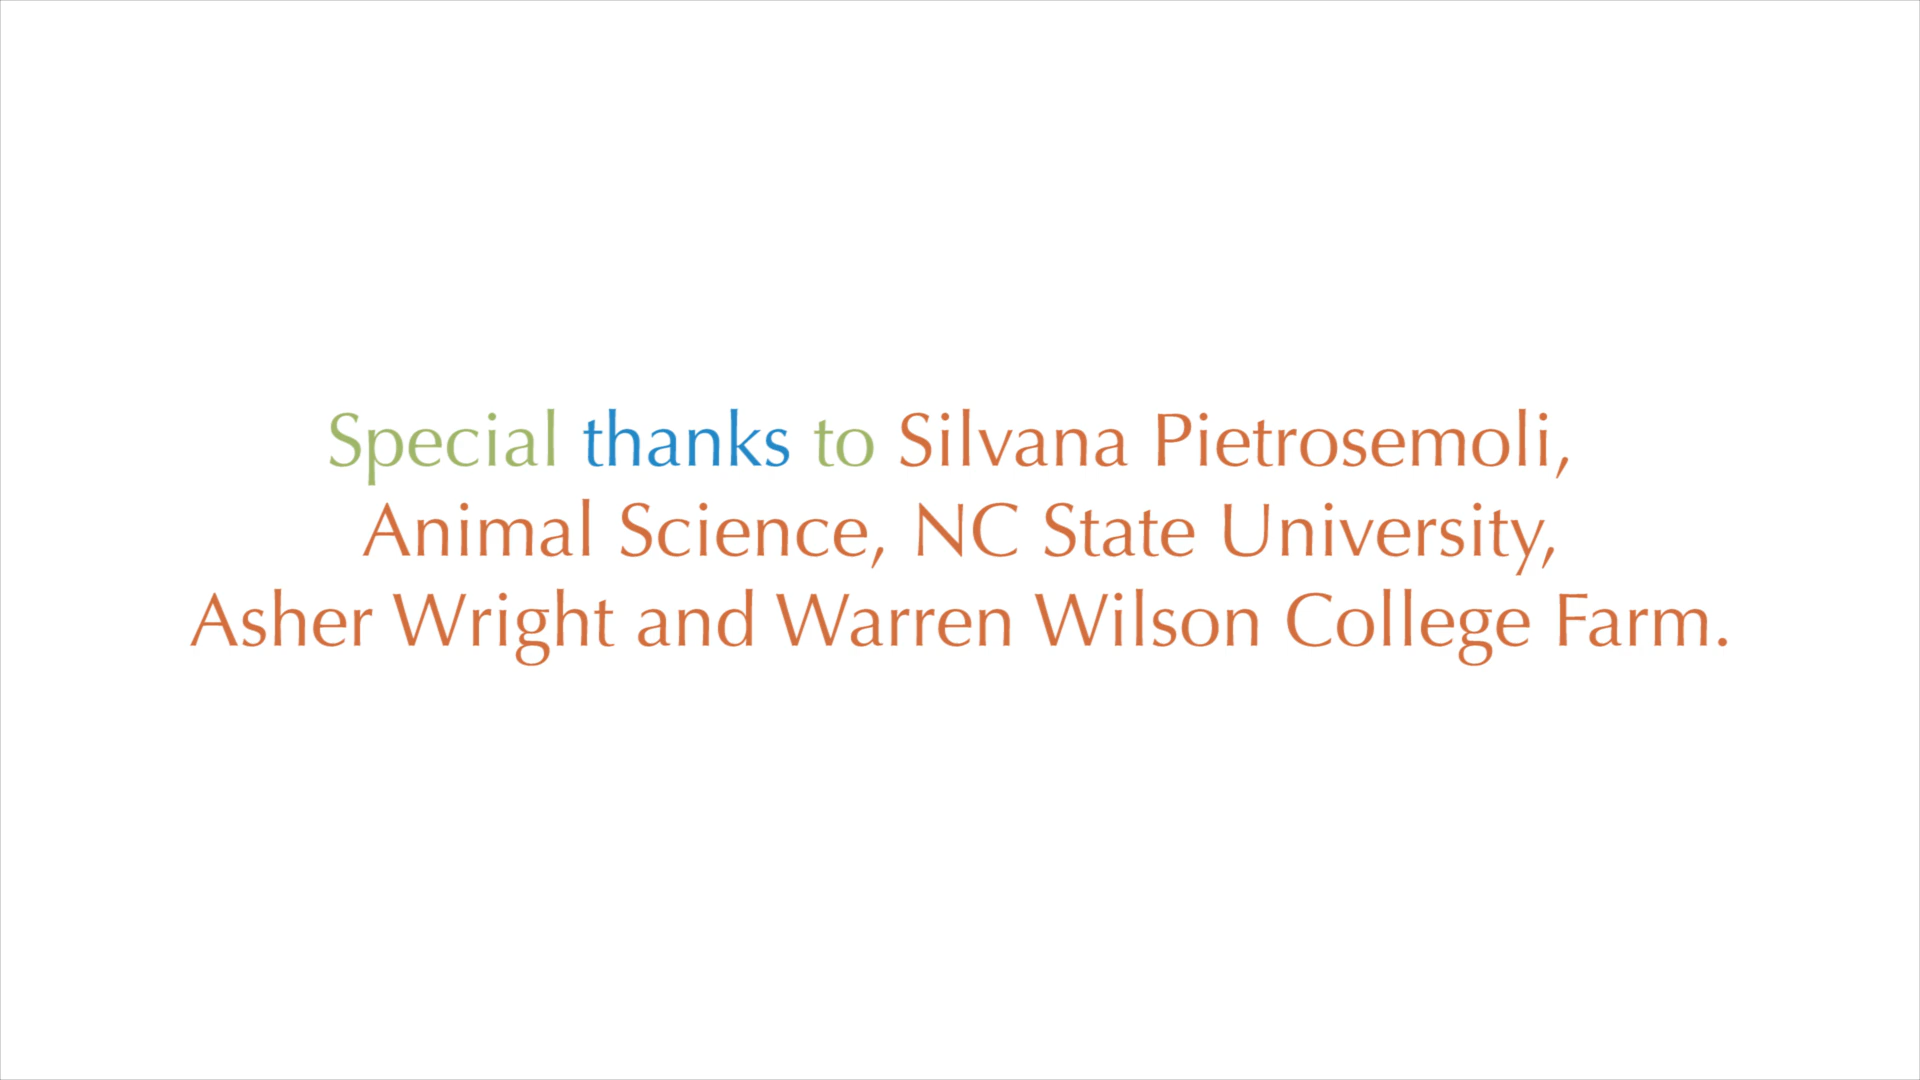 Special thanks to Silvana Pietrosemoli,
Animal Science, NC State University,
Asher Wright and Warren Wilson College Farm.